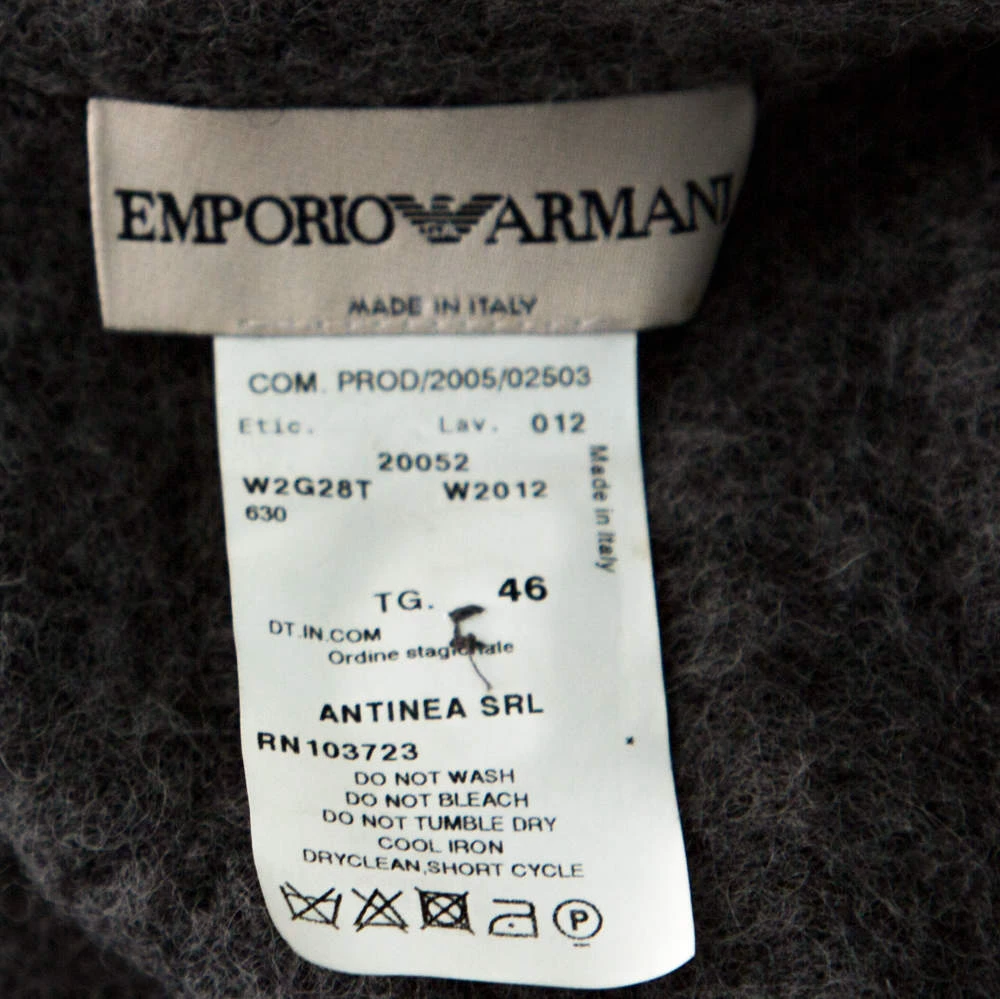 EMPORIO ARMANI
MADE IN ITALY
COM. PROD/2005/02503
Etic. Lav. 012
20052
W2G28T W2012
630
Made in Italy
TG. 46
DT.IN.COM
Ordine stagionale
ANTINEA SRL
RN103723
DO NOT WASH
DO NOT BLEACH
DO NOT TUMBLE DRY
COOL IRON
DRYCLEAN,SHORT CYCLE
P